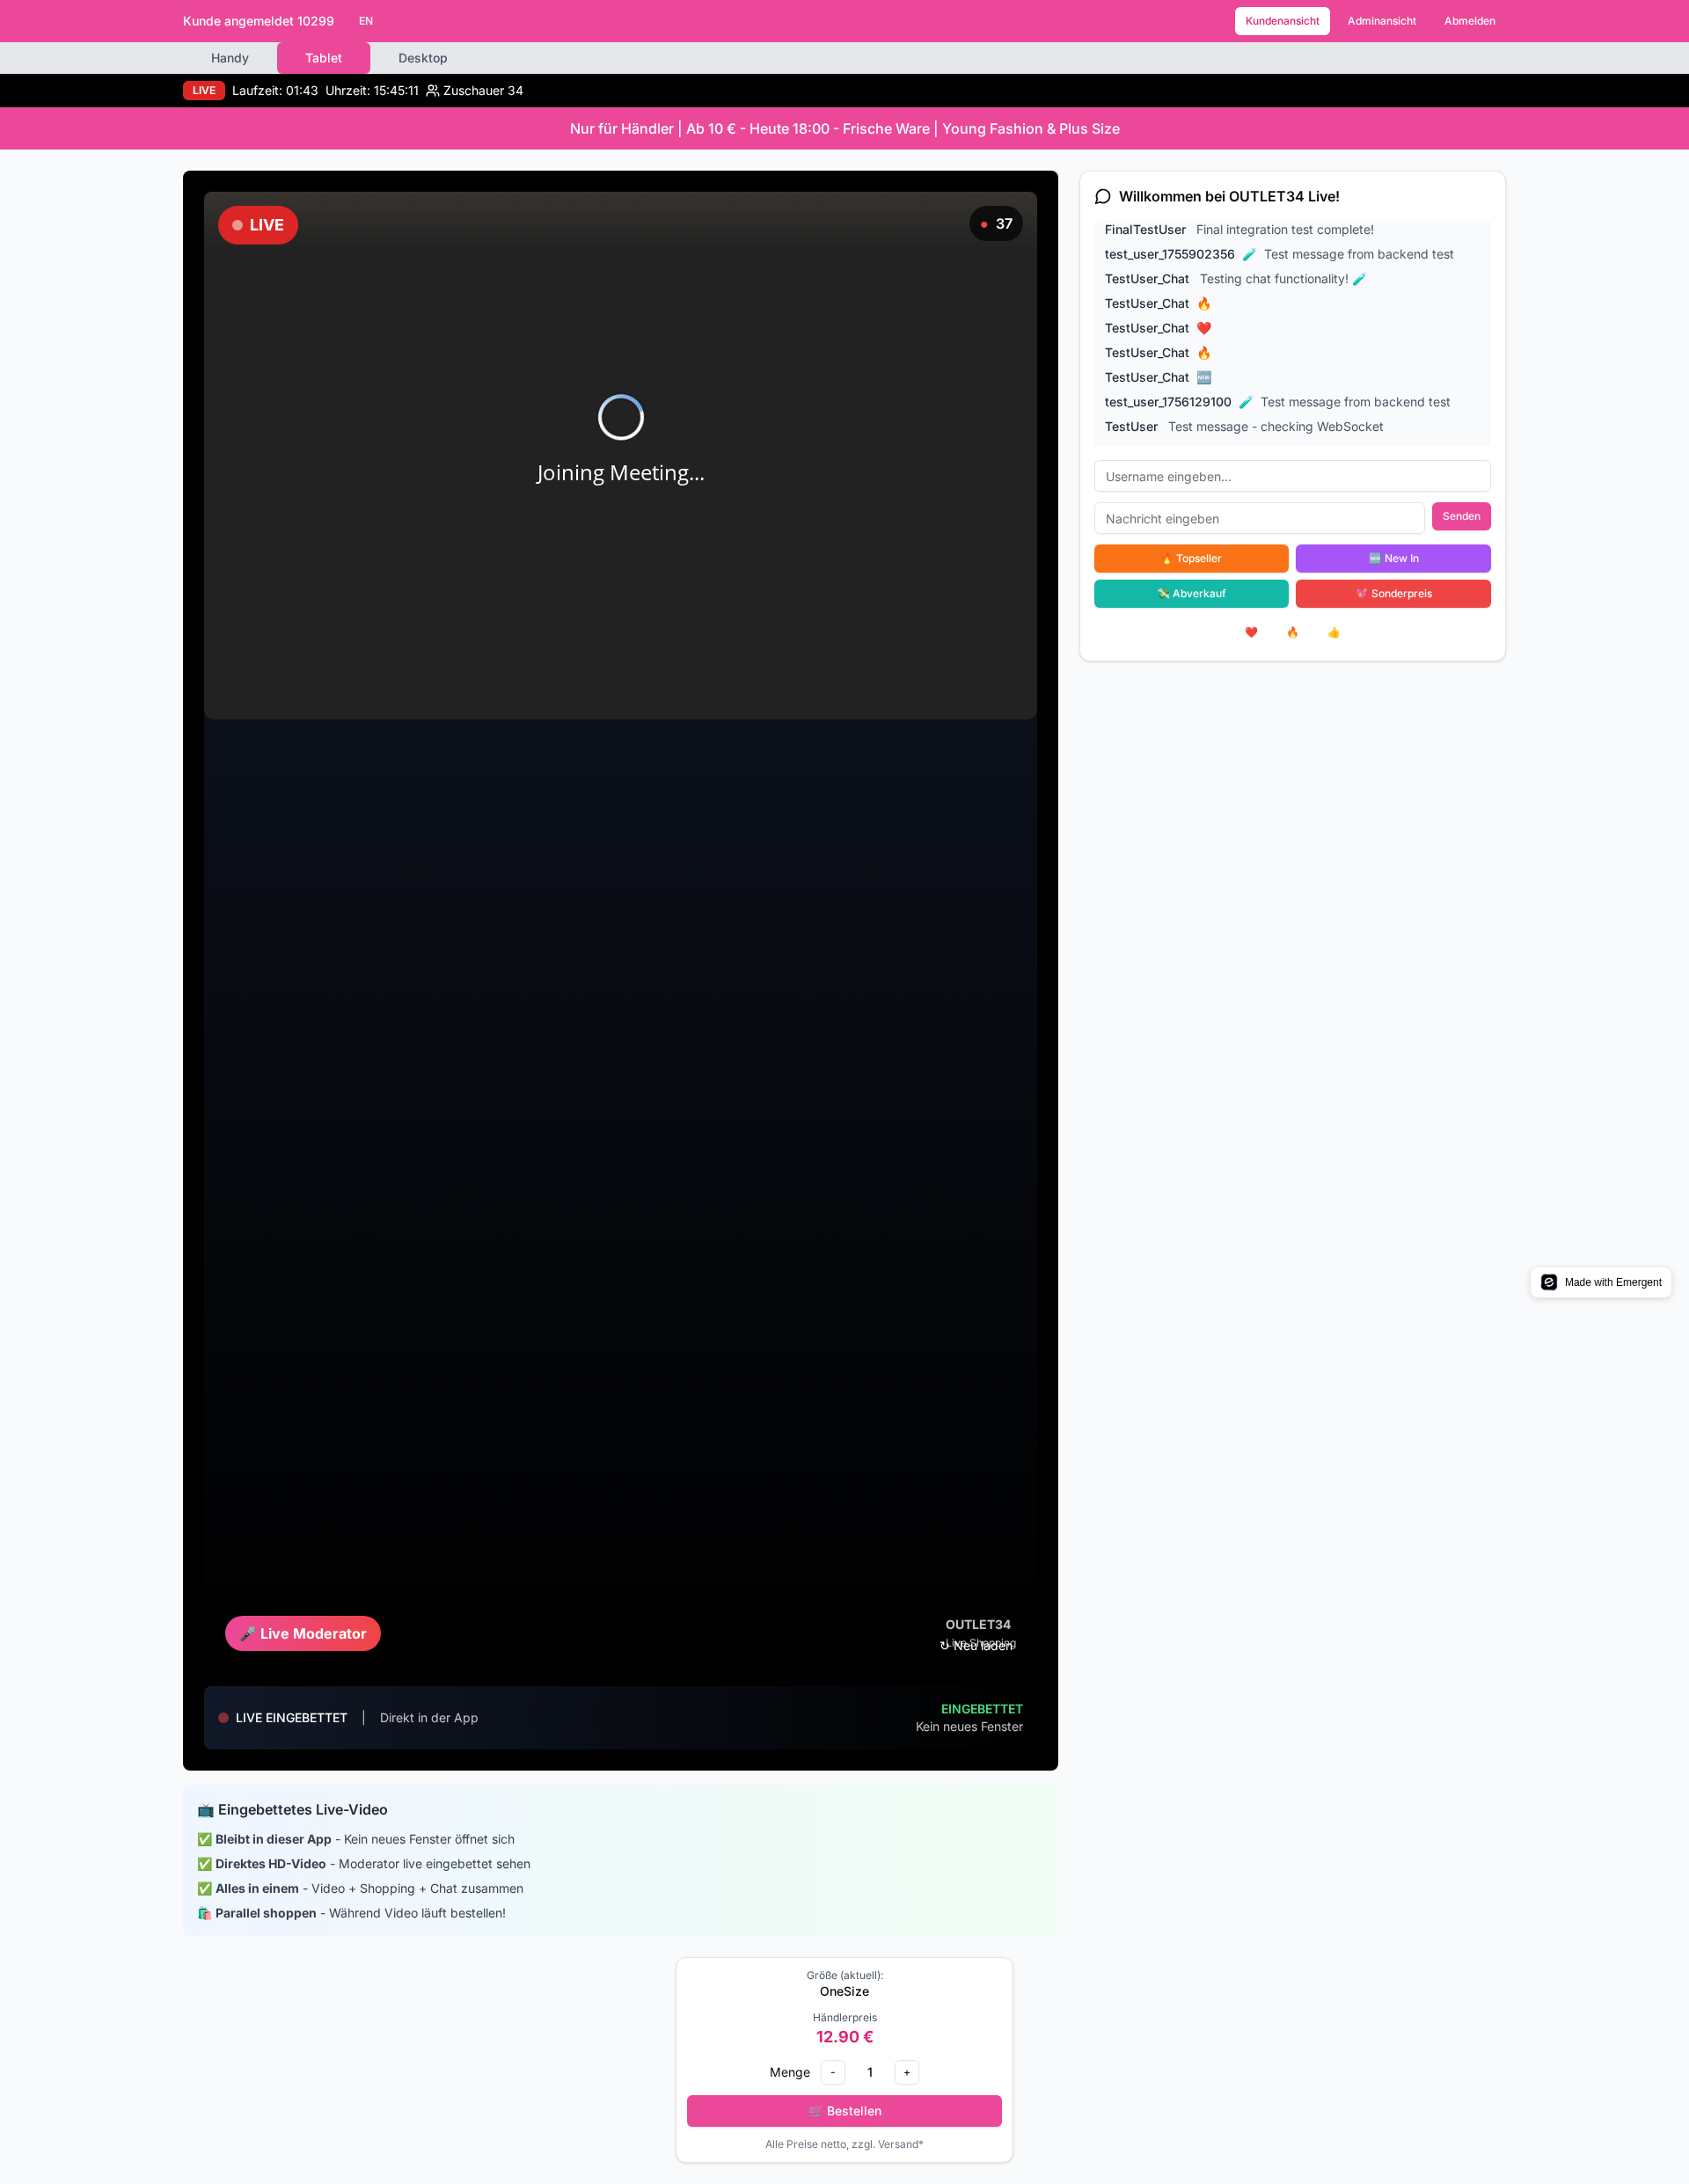 Kunde angemeldet 10299 EN Kundenansicht Adminansicht Abmelden
Handy Tablet Desktop
LIVE Laufzeit: 01:43 Uhrzeit: 15:45:11 Zuschauer 34
Nur für Händler | Ab 10 € - Heute 18:00 - Frische Ware | Young Fashion & Plus Size
LIVE
37
Joining Meeting...
🎤 Live Moderator
OUTLET34
Live Shopping
↻ Neu laden
LIVE EINGEBETTET | Direkt in der App
EINGEBETTET
Kein neues Fenster
Willkommen bei OUTLET34 Live!
FinalTestUser Final integration test complete!
test_user_1755902356 🧪 Test message from backend test
TestUser_Chat Testing chat functionality! 🧪
TestUser_Chat 🔥
TestUser_Chat ❤️
TestUser_Chat 🔥
TestUser_Chat 🆕
test_user_1756129100 🧪 Test message from backend test
TestUser Test message - checking WebSocket
Username eingeben...
Nachricht eingeben Senden
🔥 Topseller 🆕 New In
💸 Abverkauf 💖 Sonderpreis
❤️ 🔥 👍
Made with Emergent
📺 Eingebettetes Live-Video
✅ Bleibt in dieser App - Kein neues Fenster öffnet sich
✅ Direktes HD-Video - Moderator live eingebettet sehen
✅ Alles in einem - Video + Shopping + Chat zusammen
🛍️ Parallel shoppen - Während Video läuft bestellen!
Größe (aktuell):
OneSize
Händlerpreis
12.90 €
Menge - 1 +
🛒 Bestellen
Alle Preise netto, zzgl. Versand*